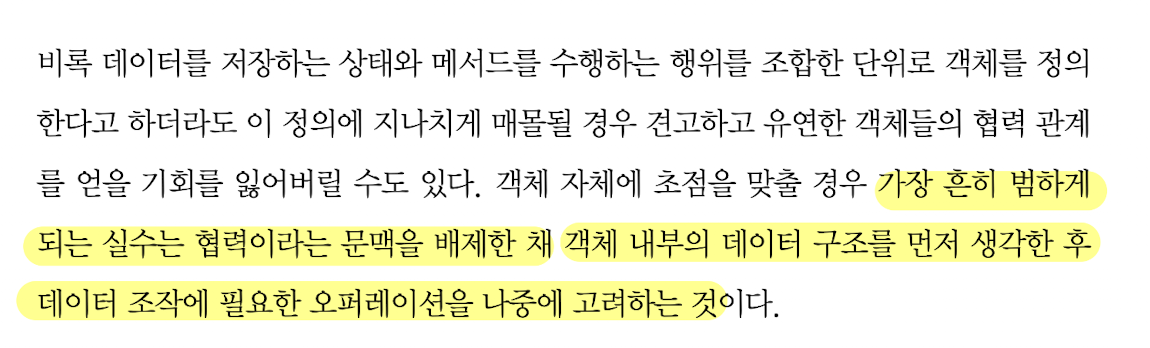 비록 데이터를 저장하는 상태와 메서드를 수행하는 행위를 조합한 단위로 객체를 정의
한다고 하더라도 이 정의에 지나치게 매몰될 경우 견고하고 유연한 객체들의 협력 관계
를 얻을 기회를 잃어버릴 수도 있다. 객체 자체에 초점을 맞출 경우 가장 흔히 범하게
되는 실수는 협력이라는 문맥을 배제한 채 객체 내부의 데이터 구조를 먼저 생각한 후
데이터 조작에 필요한 오퍼레이션을 나중에 고려하는 것이다.